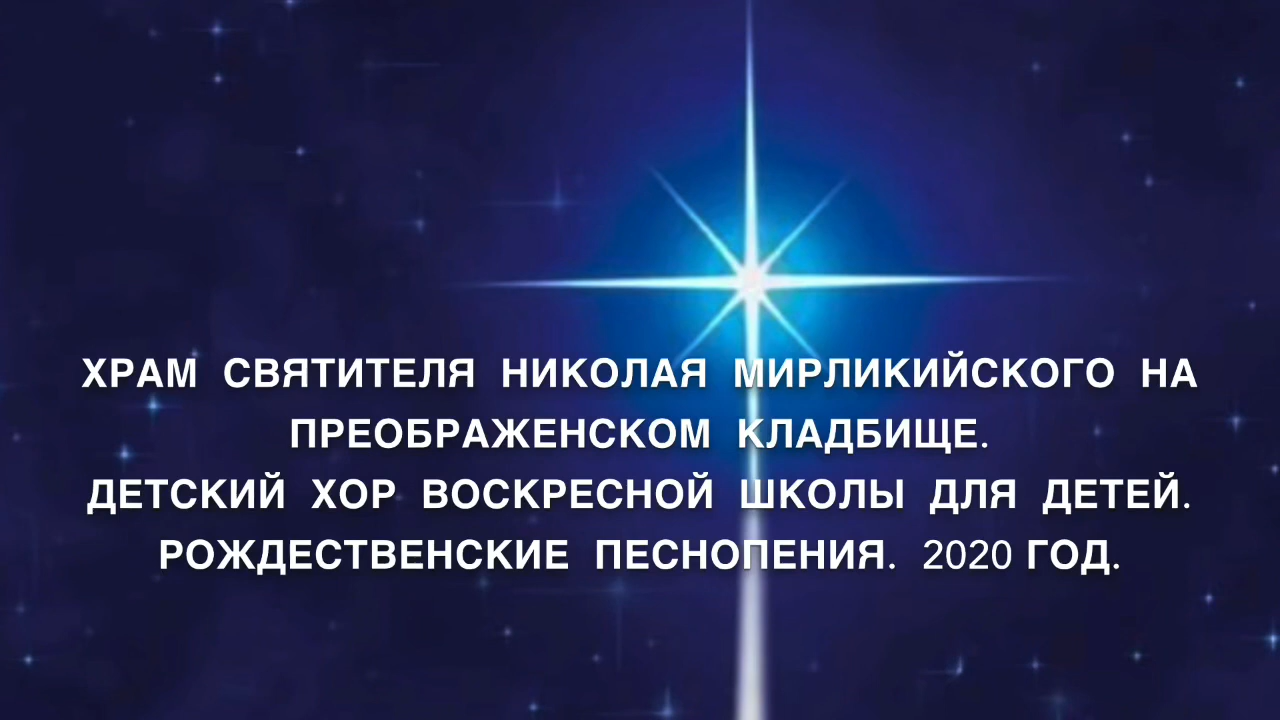 ХРАМ СВЯТИТЕЛЯ НИКОЛАЯ МИРЛИКИЙСКОГО НА
ПРЕОБРАЖЕНСКОМ КЛАДБИЩЕ.
ДЕТСКИЙ ХОР ВОСКРЕСНОЙ ШКОЛЫ ДЛЯ ДЕТЕЙ.
РОЖДЕСТВЕНСКИЕ ПЕСНОПЕНИЯ. 2020 ГОД.